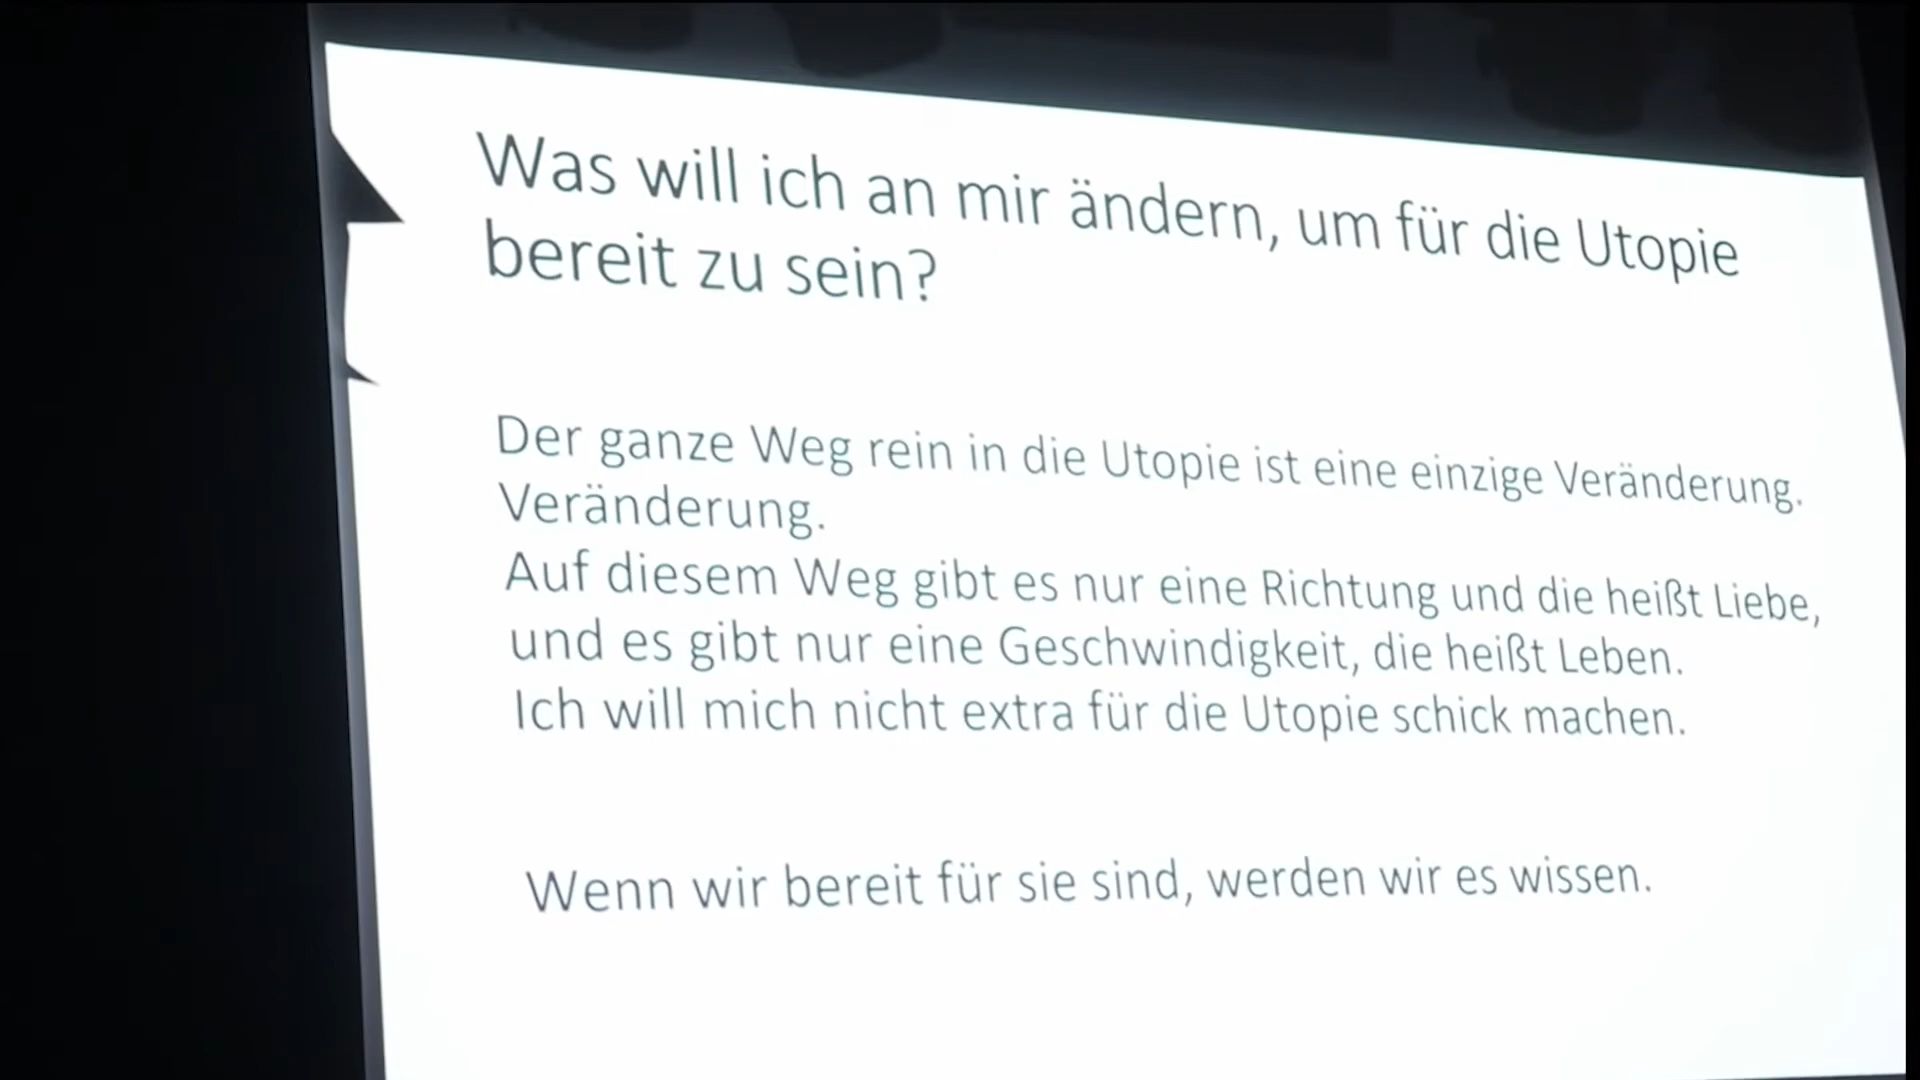 Was will ich an mir ändern, um für die Utopie
bereit zu sein?
Der ganze Weg rein in die Utopie ist eine einzige Veränderung.
Veränderung.
Auf diesem Weg gibt es nur eine Richtung und die heißt Liebe,
und es gibt nur eine Geschwindigkeit, die heißt Leben.
Ich will mich nicht extra für die Utopie schick machen.
Wenn wir bereit für sie sind, werden wir es wissen.